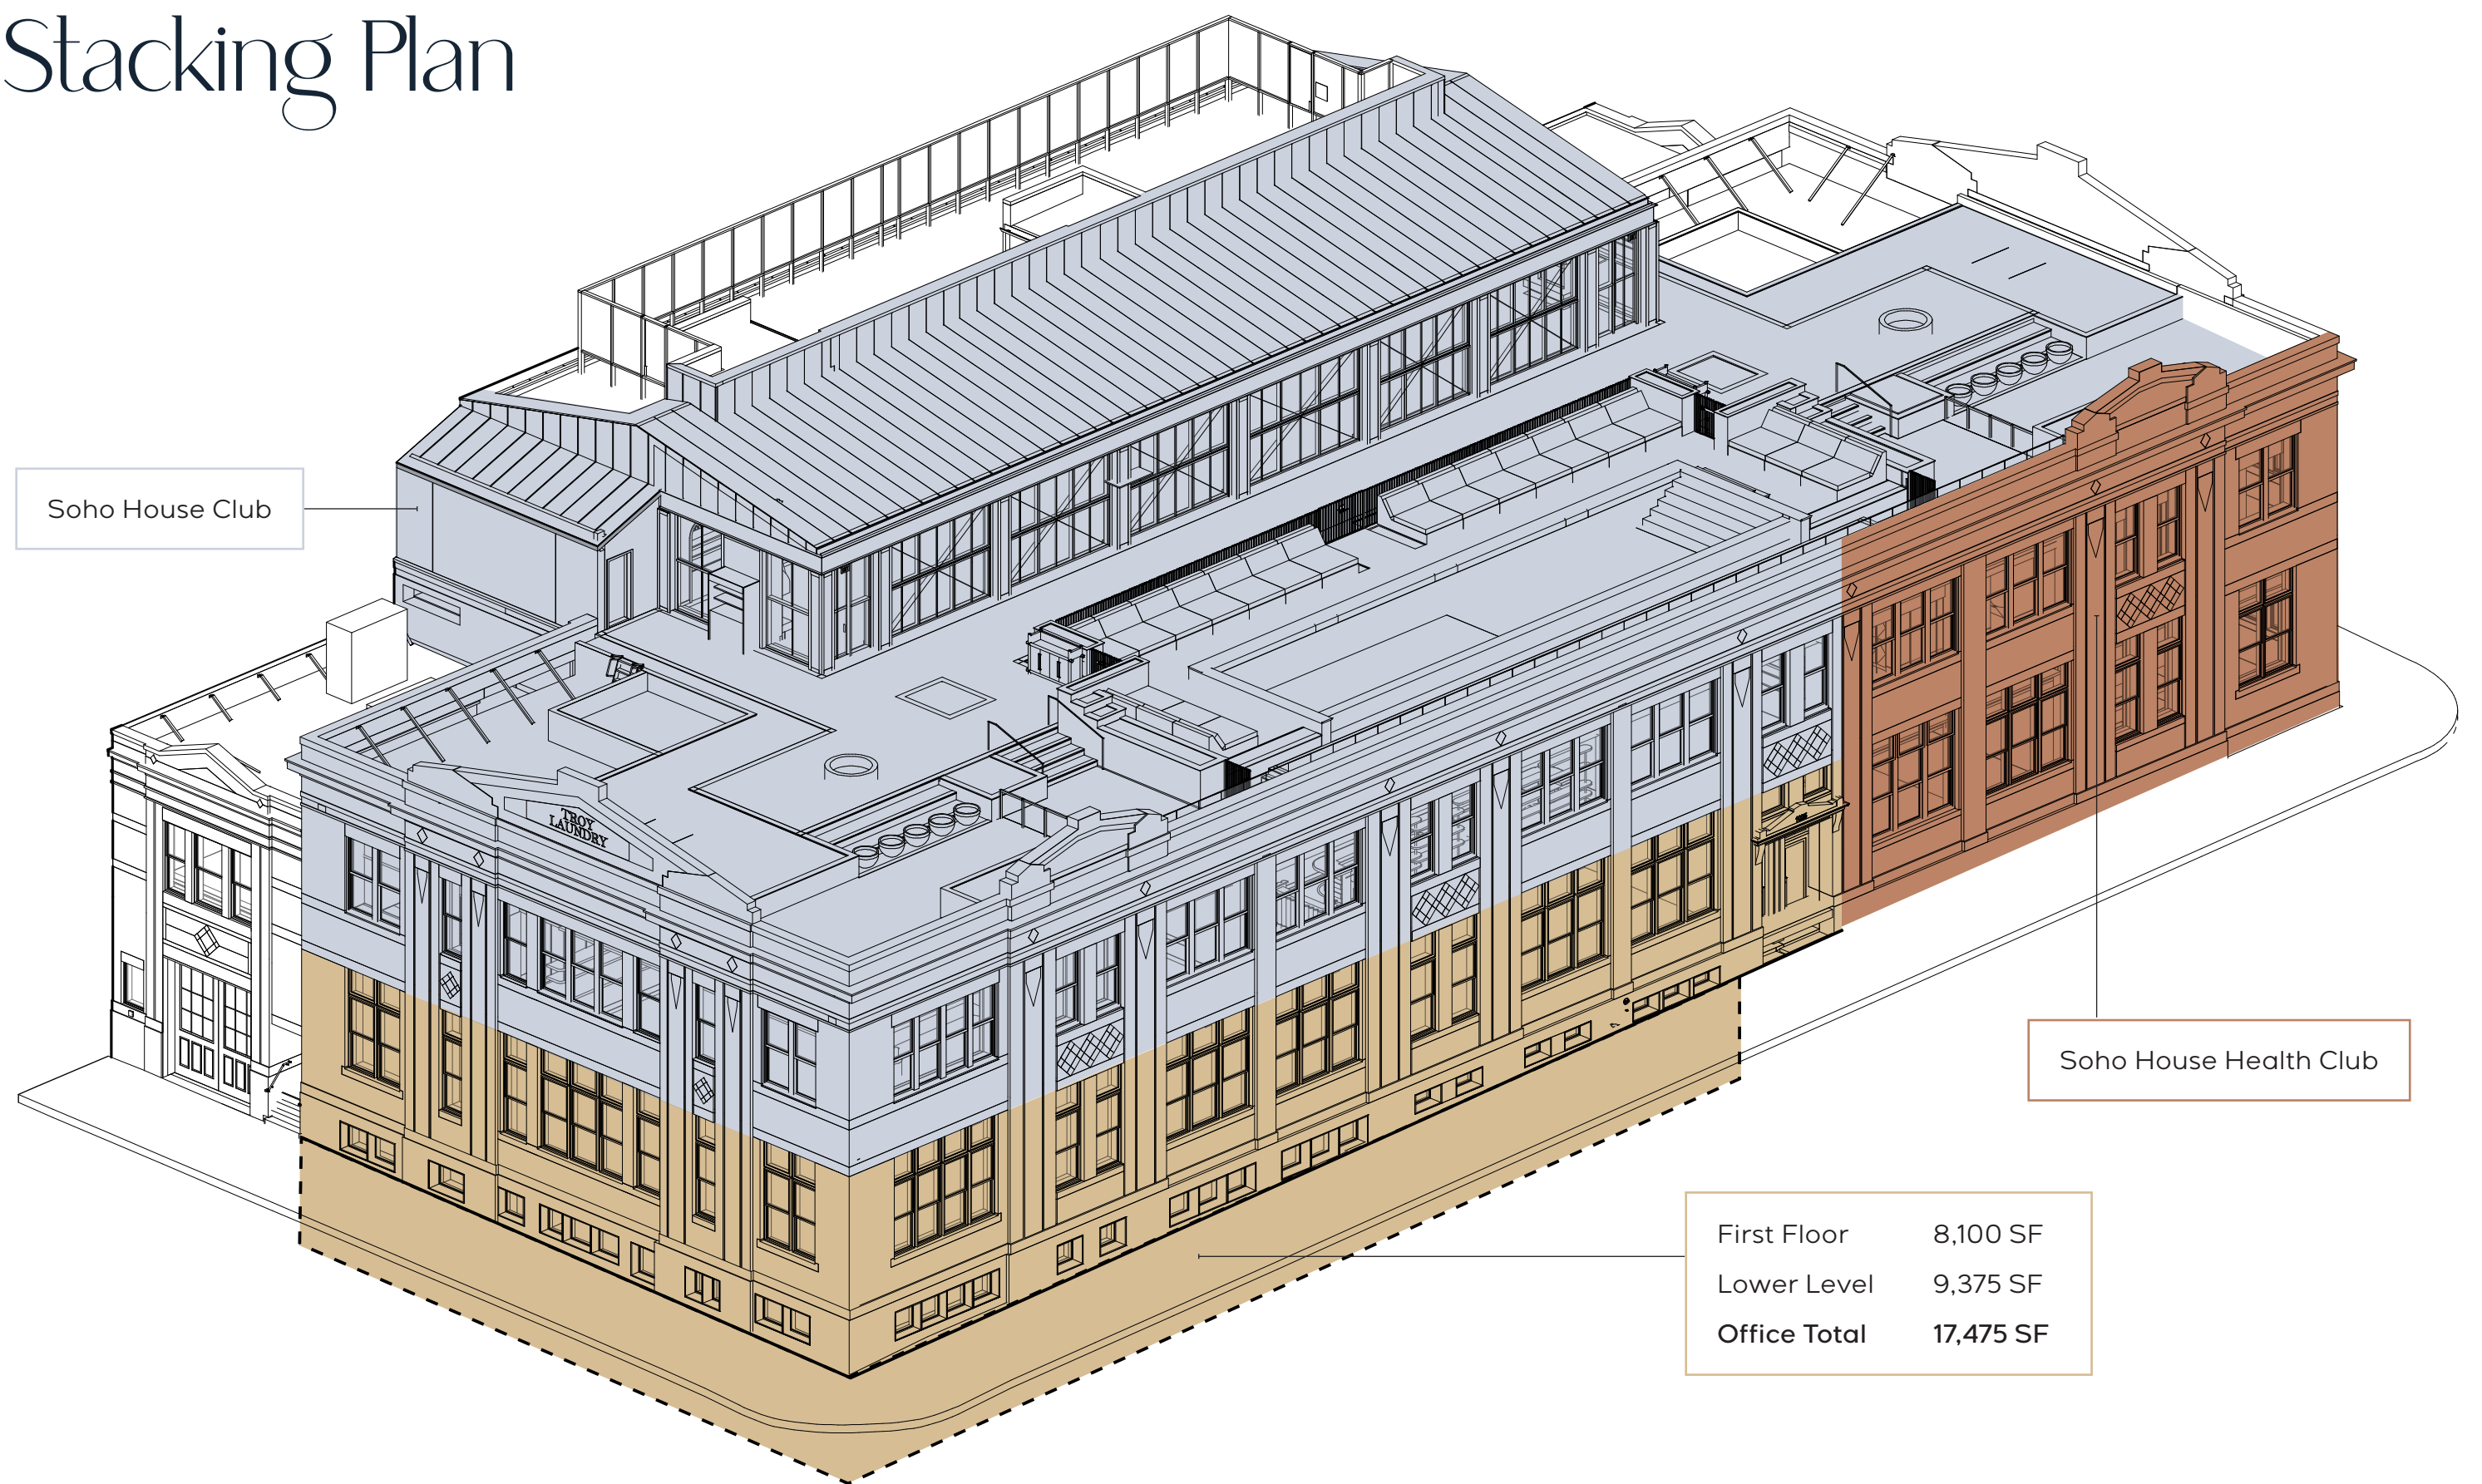 Stacking Plan
Soho House Club
TROY
LAUNDRY
Soho House Health Club
First Floor 8,100 SF
Lower Level 9,375 SF
Office Total 17,475 SF